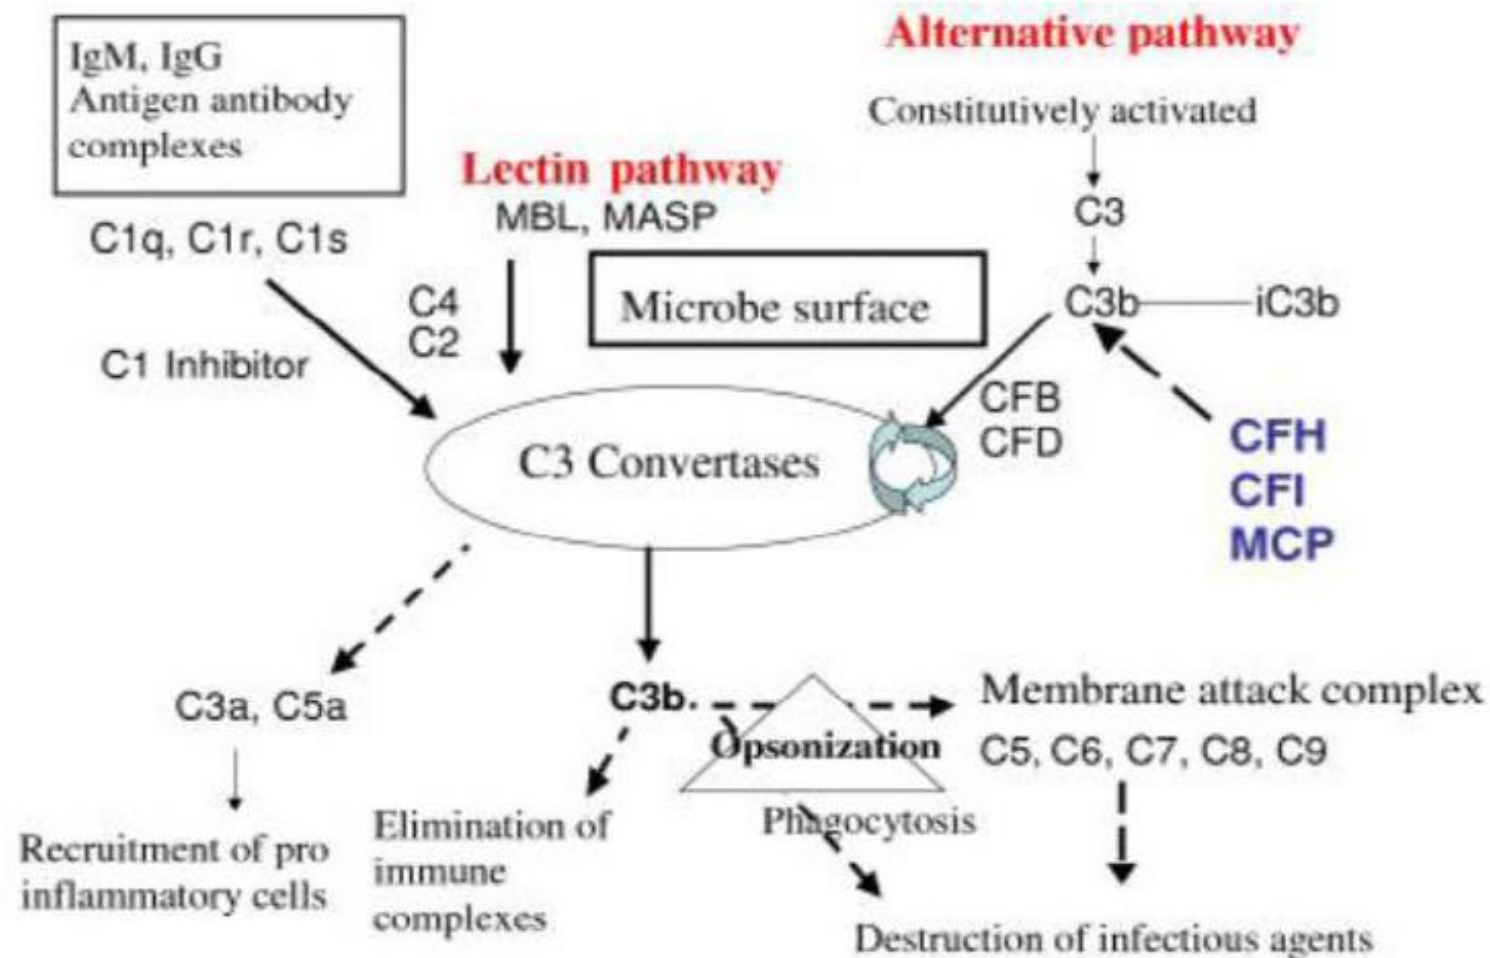 IgM, IgG
Antigen antibody
complexes
C1q, C1r, C1s
C1 Inhibitor
Lectin pathway
MBL, MASP
C4
C2
Microbe surface
Alternative pathway
Constitutively activated
C3
C3b
iC3b
CFB
CFD
CFH
CFI
MCP
C3 Convertases
C3a, C5a
Recruitment of pro
inflammatory cells
C3b.
Elimination of
immune
complexes
Opsonization
Phagocytosis
Membrane attack complex
C5, C6, C7, C8, C9
Destruction of infectious agents